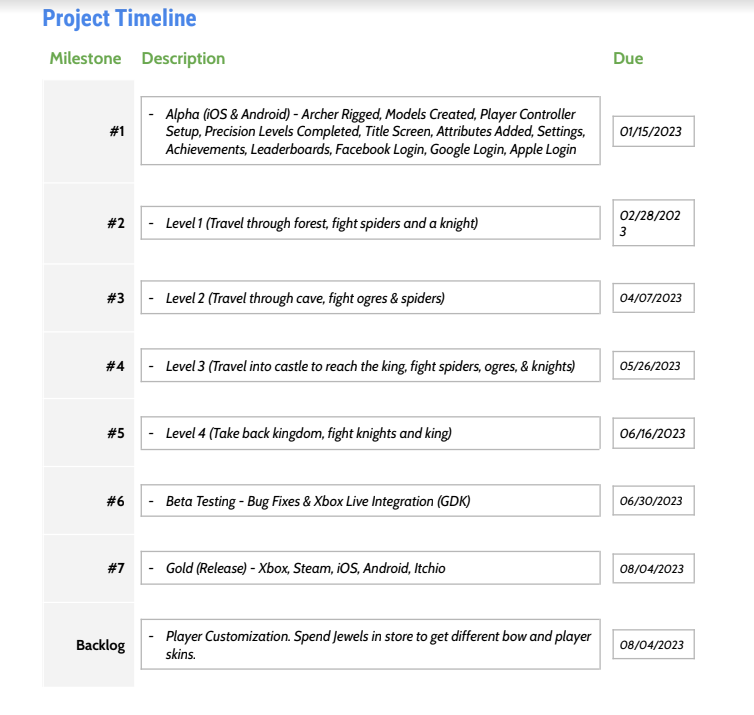 Project Timeline
Milestone Description Due
#1
- Alpha (iOS & Android) - Archer Rigged, Models Created, Player Controller
Setup, Precision Levels Completed, Title Screen, Attributes Added, Settings,
Achievements, Leaderboards, Facebook Login, Google Login, Apple Login
01/15/2023
#2
- Level 1 (Travel through forest, fight spiders and a knight)
02/28/202
3
#3
- Level 2 (Travel through cave, fight ogres & spiders)
04/07/2023
#4
- Level 3 (Travel into castle to reach the king, fight spiders, ogres, & knights)
05/26/2023
#5
- Level 4 (Take back kingdom, fight knights and king)
06/16/2023
#6
- Beta Testing - Bug Fixes & Xbox Live Integration (GDK)
06/30/2023
#7
- Gold (Release) - Xbox, Steam, iOS, Android, Itchio
08/04/2023
Backlog
- Player Customization. Spend Jewels in store to get different bow and player
skins.
08/04/2023